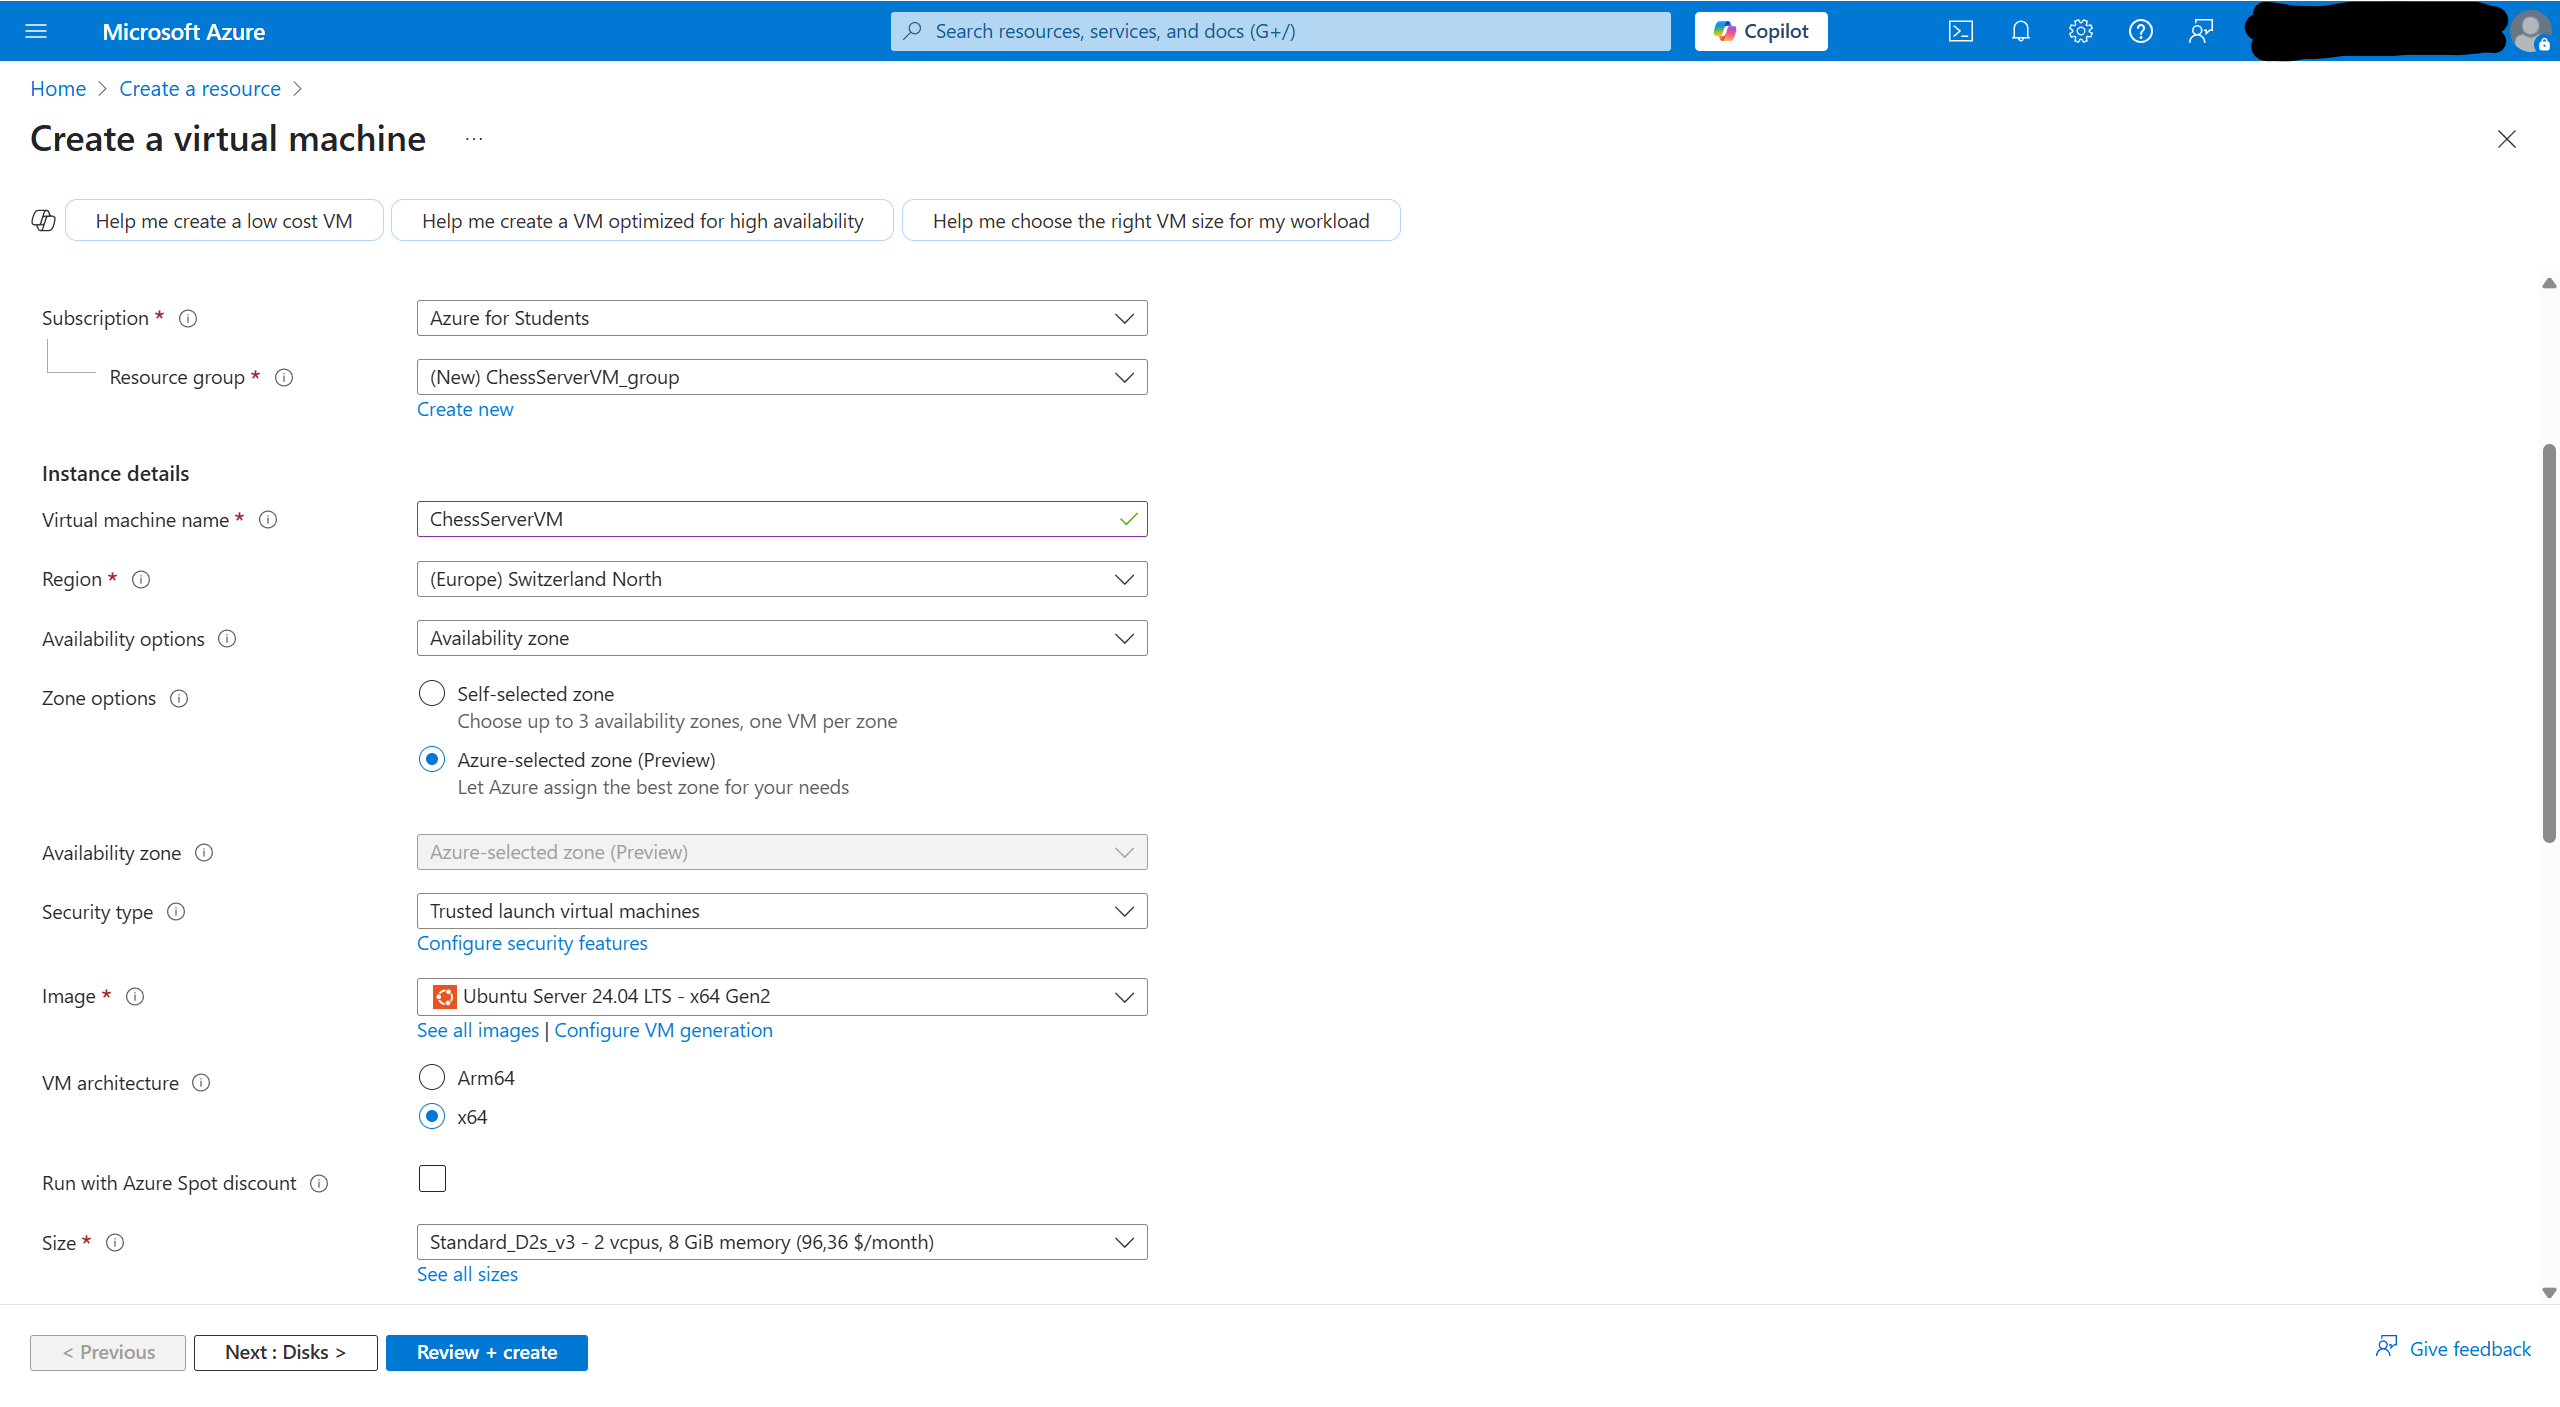 Microsoft Azure
Search resources, services, and docs (G+/)
Copilot
Home > Create a resource >
Create a virtual machine ...
Help me create a low cost VM
Help me create a VM optimized for high availability
Help me choose the right VM size for my workload
Subscription *
Azure for Students
Resource group *
(New) ChessServerVM_group
Create new
Instance details
Virtual machine name *
ChessServerVM
Region *
(Europe) Switzerland North
Availability options
Availability zone
Zone options
Self-selected zone
Choose up to 3 availability zones, one VM per zone
Azure-selected zone (Preview)
Let Azure assign the best zone for your needs
Availability zone
Azure-selected zone (Preview)
Security type
Trusted launch virtual machines
Configure security features
Image *
Ubuntu Server 24.04 LTS - x64 Gen2
See all images | Configure VM generation
VM architecture
Arm64
x64
Run with Azure Spot discount
Size *
Standard_D2s_v3 - 2 vcpus, 8 GiB memory (96,36 $/month)
See all sizes
< Previous
Next : Disks >
Review + create
Give feedback